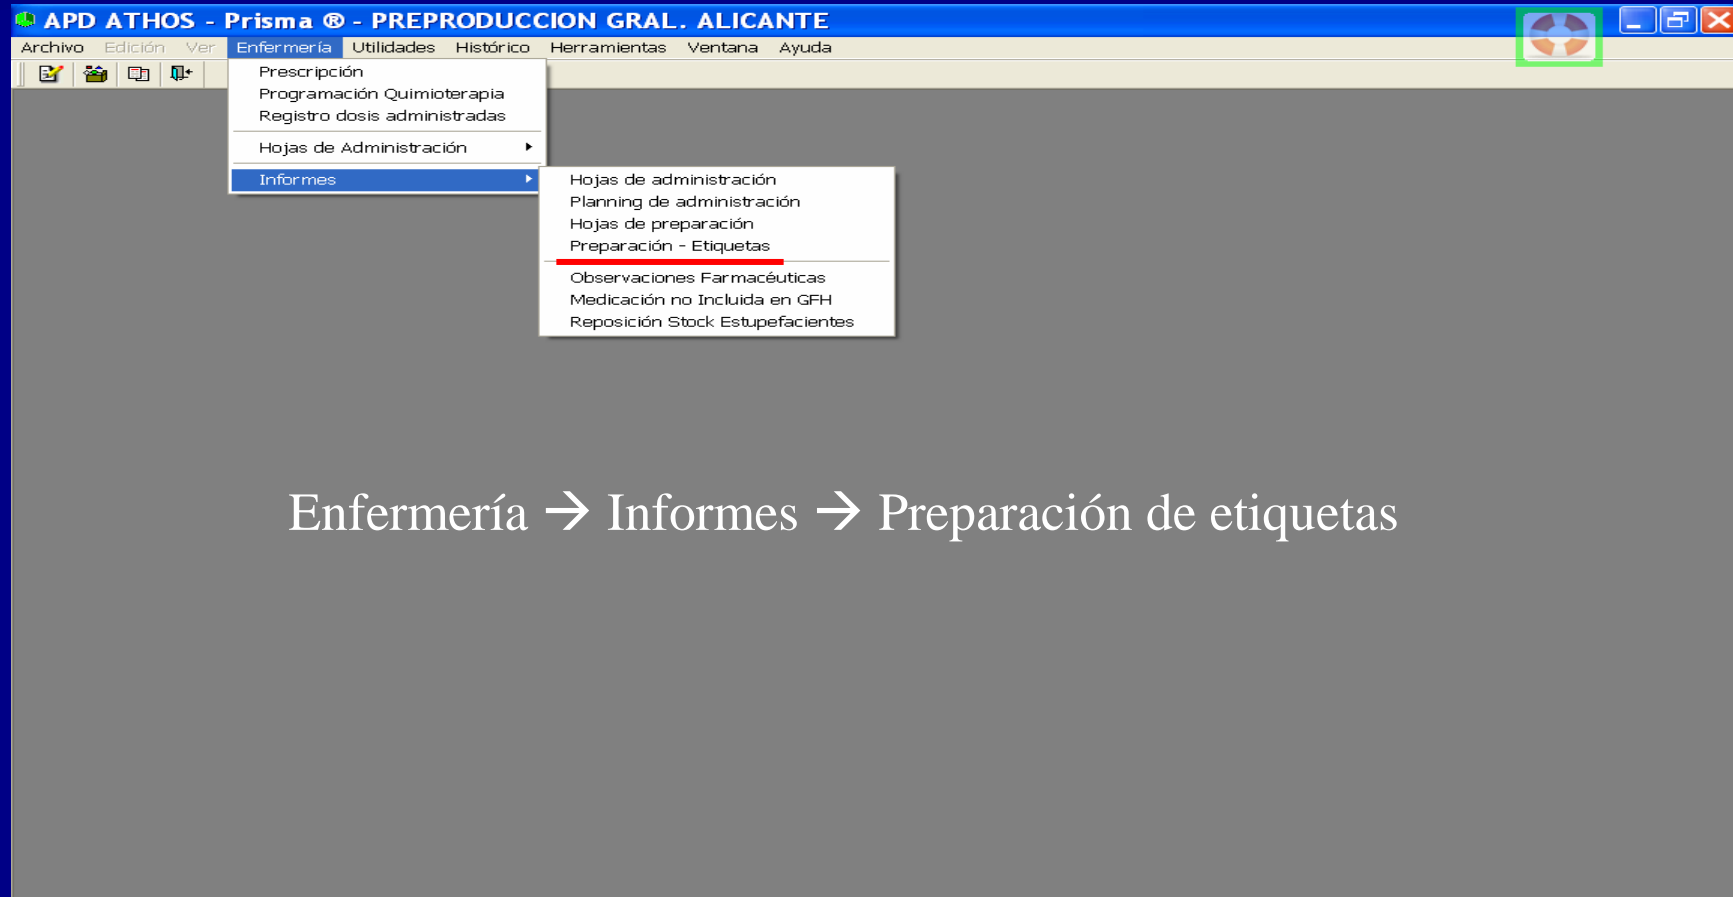 APD ATHOS - Prisma ® - PREPRODUCCION GRAL. ALICANTE
Archivo Edición Ver Enfermería Utilidades Histórico Herramientas Ventana Ayuda
Prescripción
Programación Quimioterapia
Registro dosis administradas
Hojas de Administración
Informes
Hojas de administración
Planning de administración
Hojas de preparación
Preparación - Etiquetas
Observaciones Farmacéuticas
Medicación no Incluida en GFH
Reposición Stock Estupefacientes
Enfermería → Informes → Preparación de etiquetas